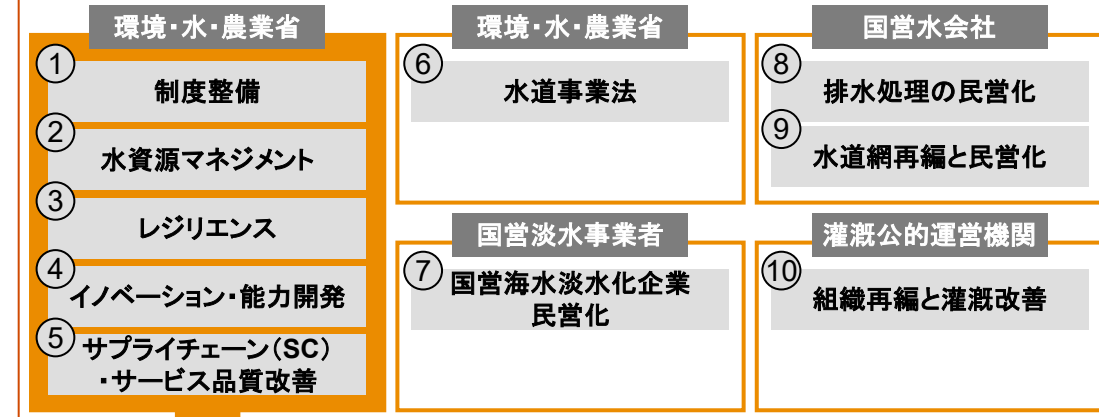 環境・水・農業省
①
制度整備
②
水資源マネジメント
③
レジリエンス
④
イノベーション・能力開発
⑤
サプライチェーン（SC）
・サービス品質改善
環境・水・農業省
⑥
水道事業法
国営淡水事業者
⑦
国営海水淡水化企業
民営化
国営水会社
⑧
排水処理の民営化
⑨
水道網再編と民営化
灌漑公的運営機関
⑩
組織再編と灌漑改善